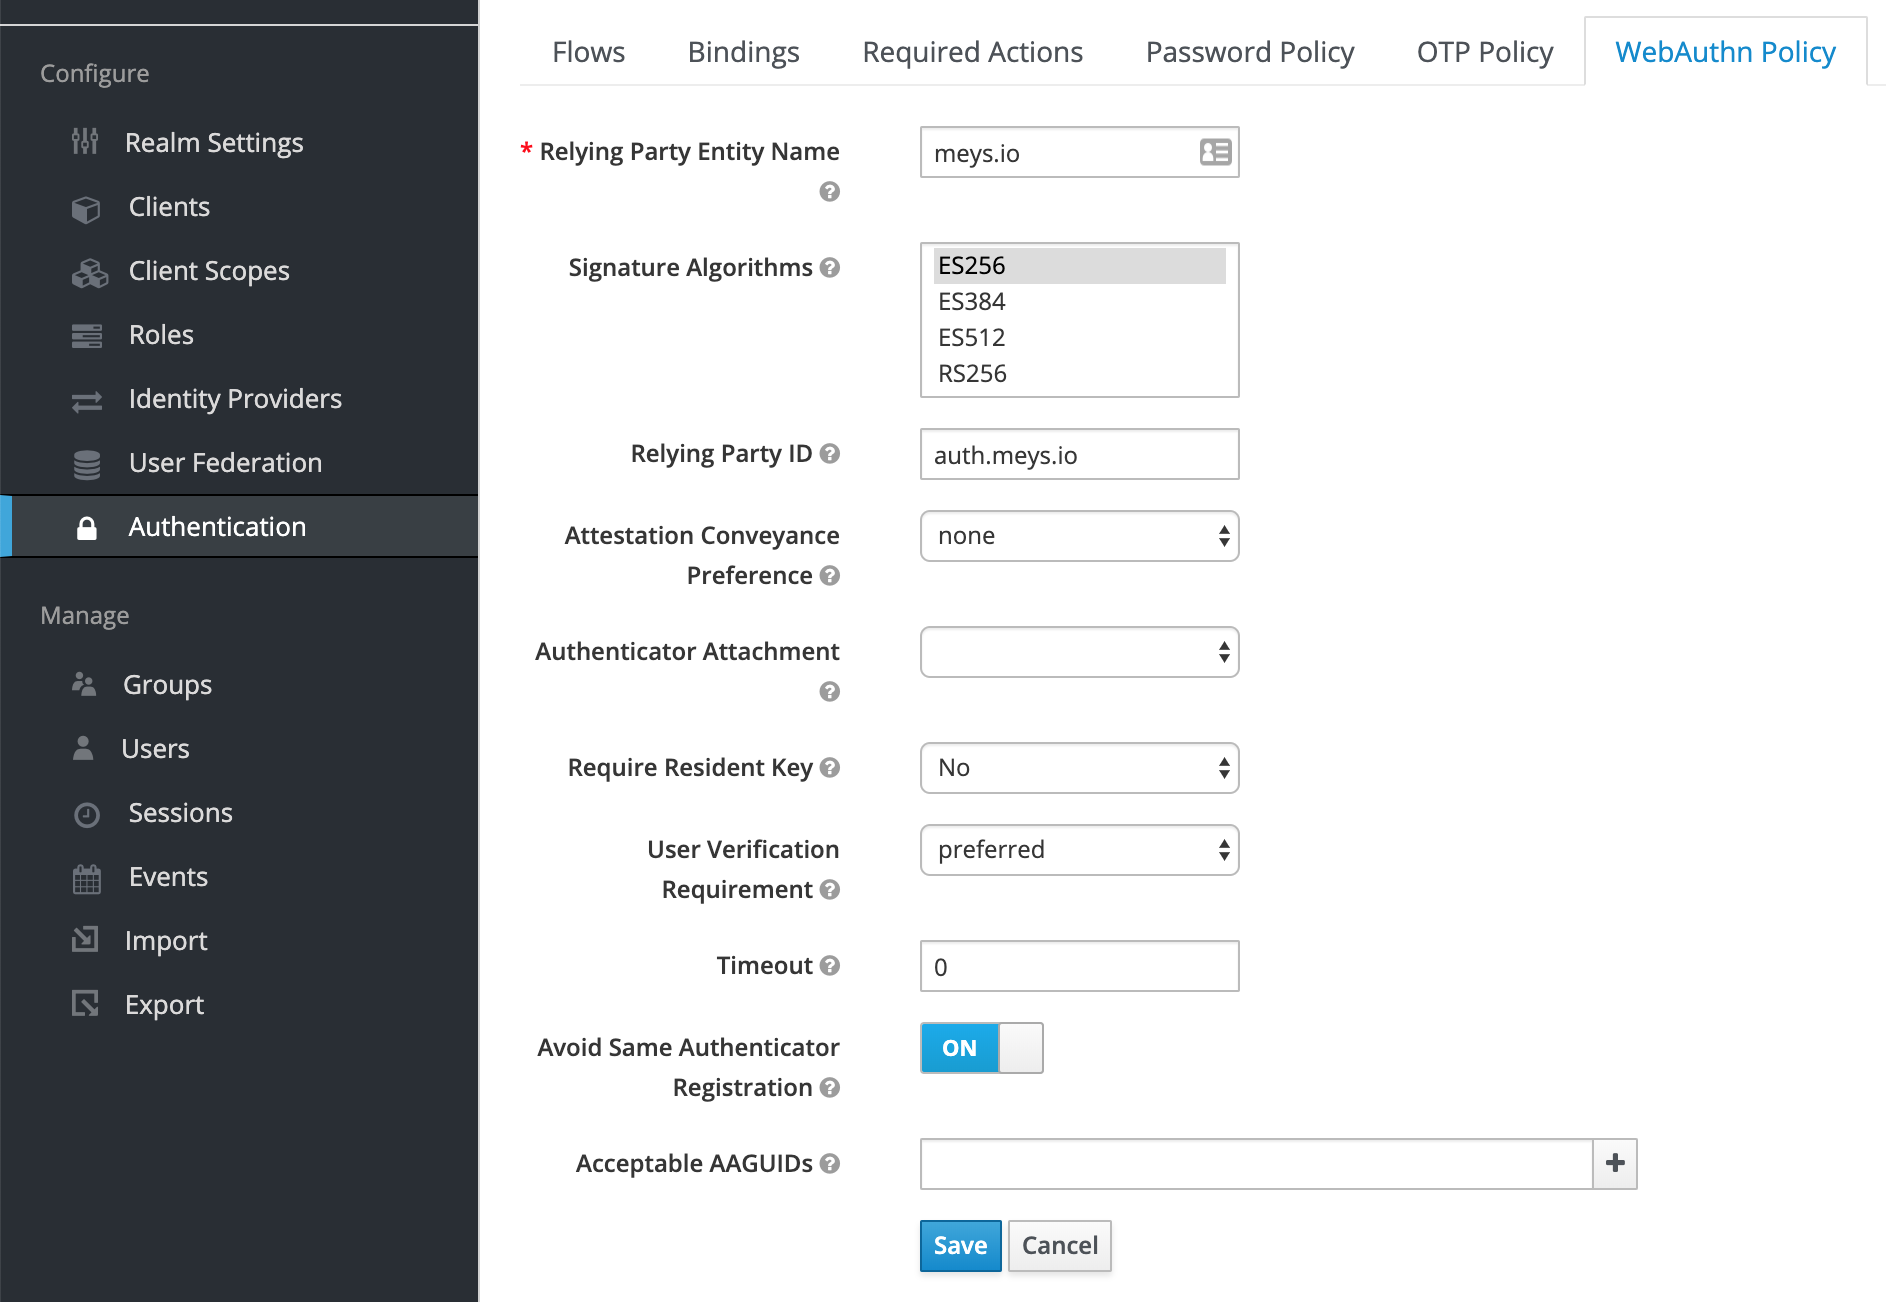 Configure
Realm Settings
Clients
Client Scopes
Roles
Identity Providers
User Federation
Authentication
Manage
Groups
Users
Sessions
Events
Import
Export
Flows Bindings Required Actions Password Policy OTP Policy WebAuthn Policy
* Relying Party Entity Name meys.io
Signature Algorithms ES256
ES384
ES512
RS256
Relying Party ID auth.meys.io
Attestation Conveyance none
Preference
Authenticator Attachment
Require Resident Key No
User Verification preferred
Requirement
Timeout 0
Avoid Same Authenticator ON
Registration
Acceptable AAGUIDs
Save Cancel